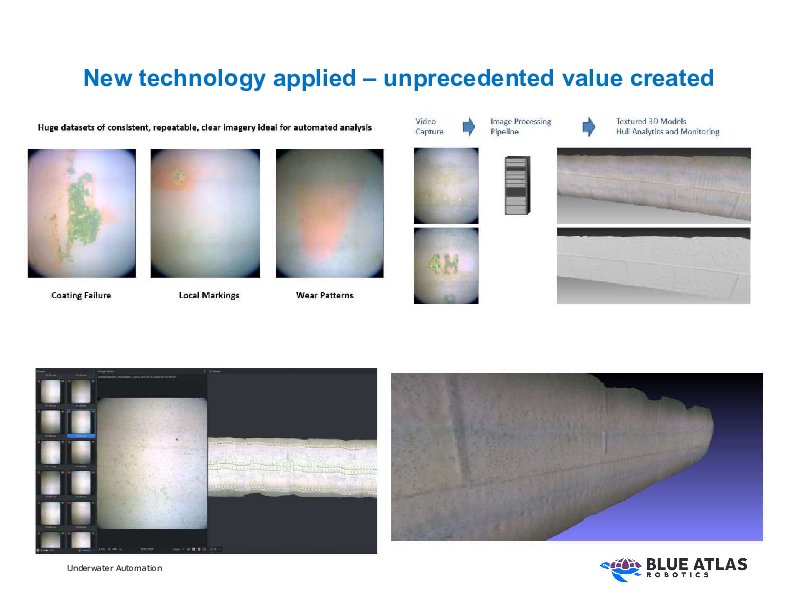 New technology applied – unprecedented value created
Huge datasets of consistent, repeatable, clear imagery ideal for automated analysis
Coating Failure
Local Markings
Wear Patterns
Video
Capture
Image Processing
Pipeline
Textured 3D Models
Hull Analytics and Monitoring
4M
Underwater Automation
BLUE ATLAS
ROBOTICS